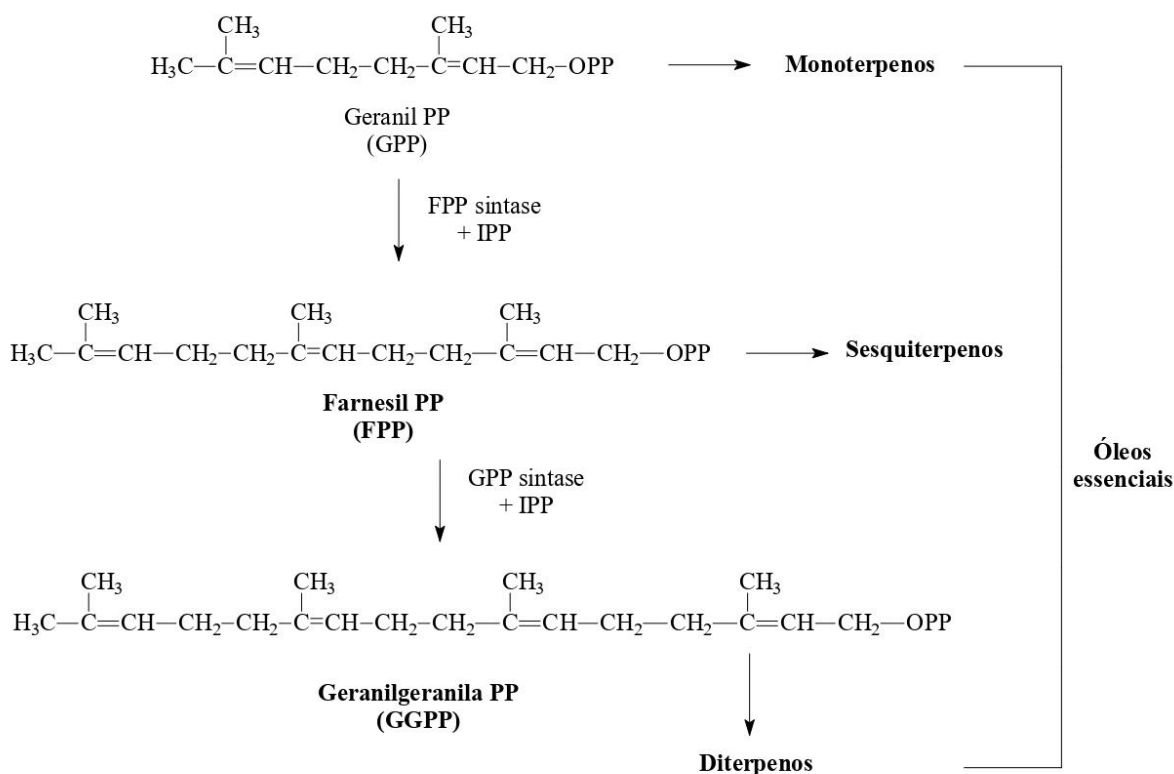 CH₃ CH₃
H₃C—C=CH—CH₂—CH₂—C=CH—CH₂—OPP
Monoterpenos
Geranil PP
(GPP)
FPP sintase
+ IPP
CH₃ CH₃ CH₃
H₃C—C=CH—CH₂—CH₂—C=CH—CH₂—CH₂—C=CH—CH₂—OPP
Sesquiterpenos
Farnesil PP
(FPP)
GPP sintase
+ IPP
Óleos
essenciais
CH₃ CH₃ CH₃ CH₃
H₃C—C=CH—CH₂—CH₂—C=CH—CH₂—CH₂—C=CH—CH₂—CH₂—C=CH—CH₂—OPP
Geranilgeranila PP
(GGPP)
Diterpenos